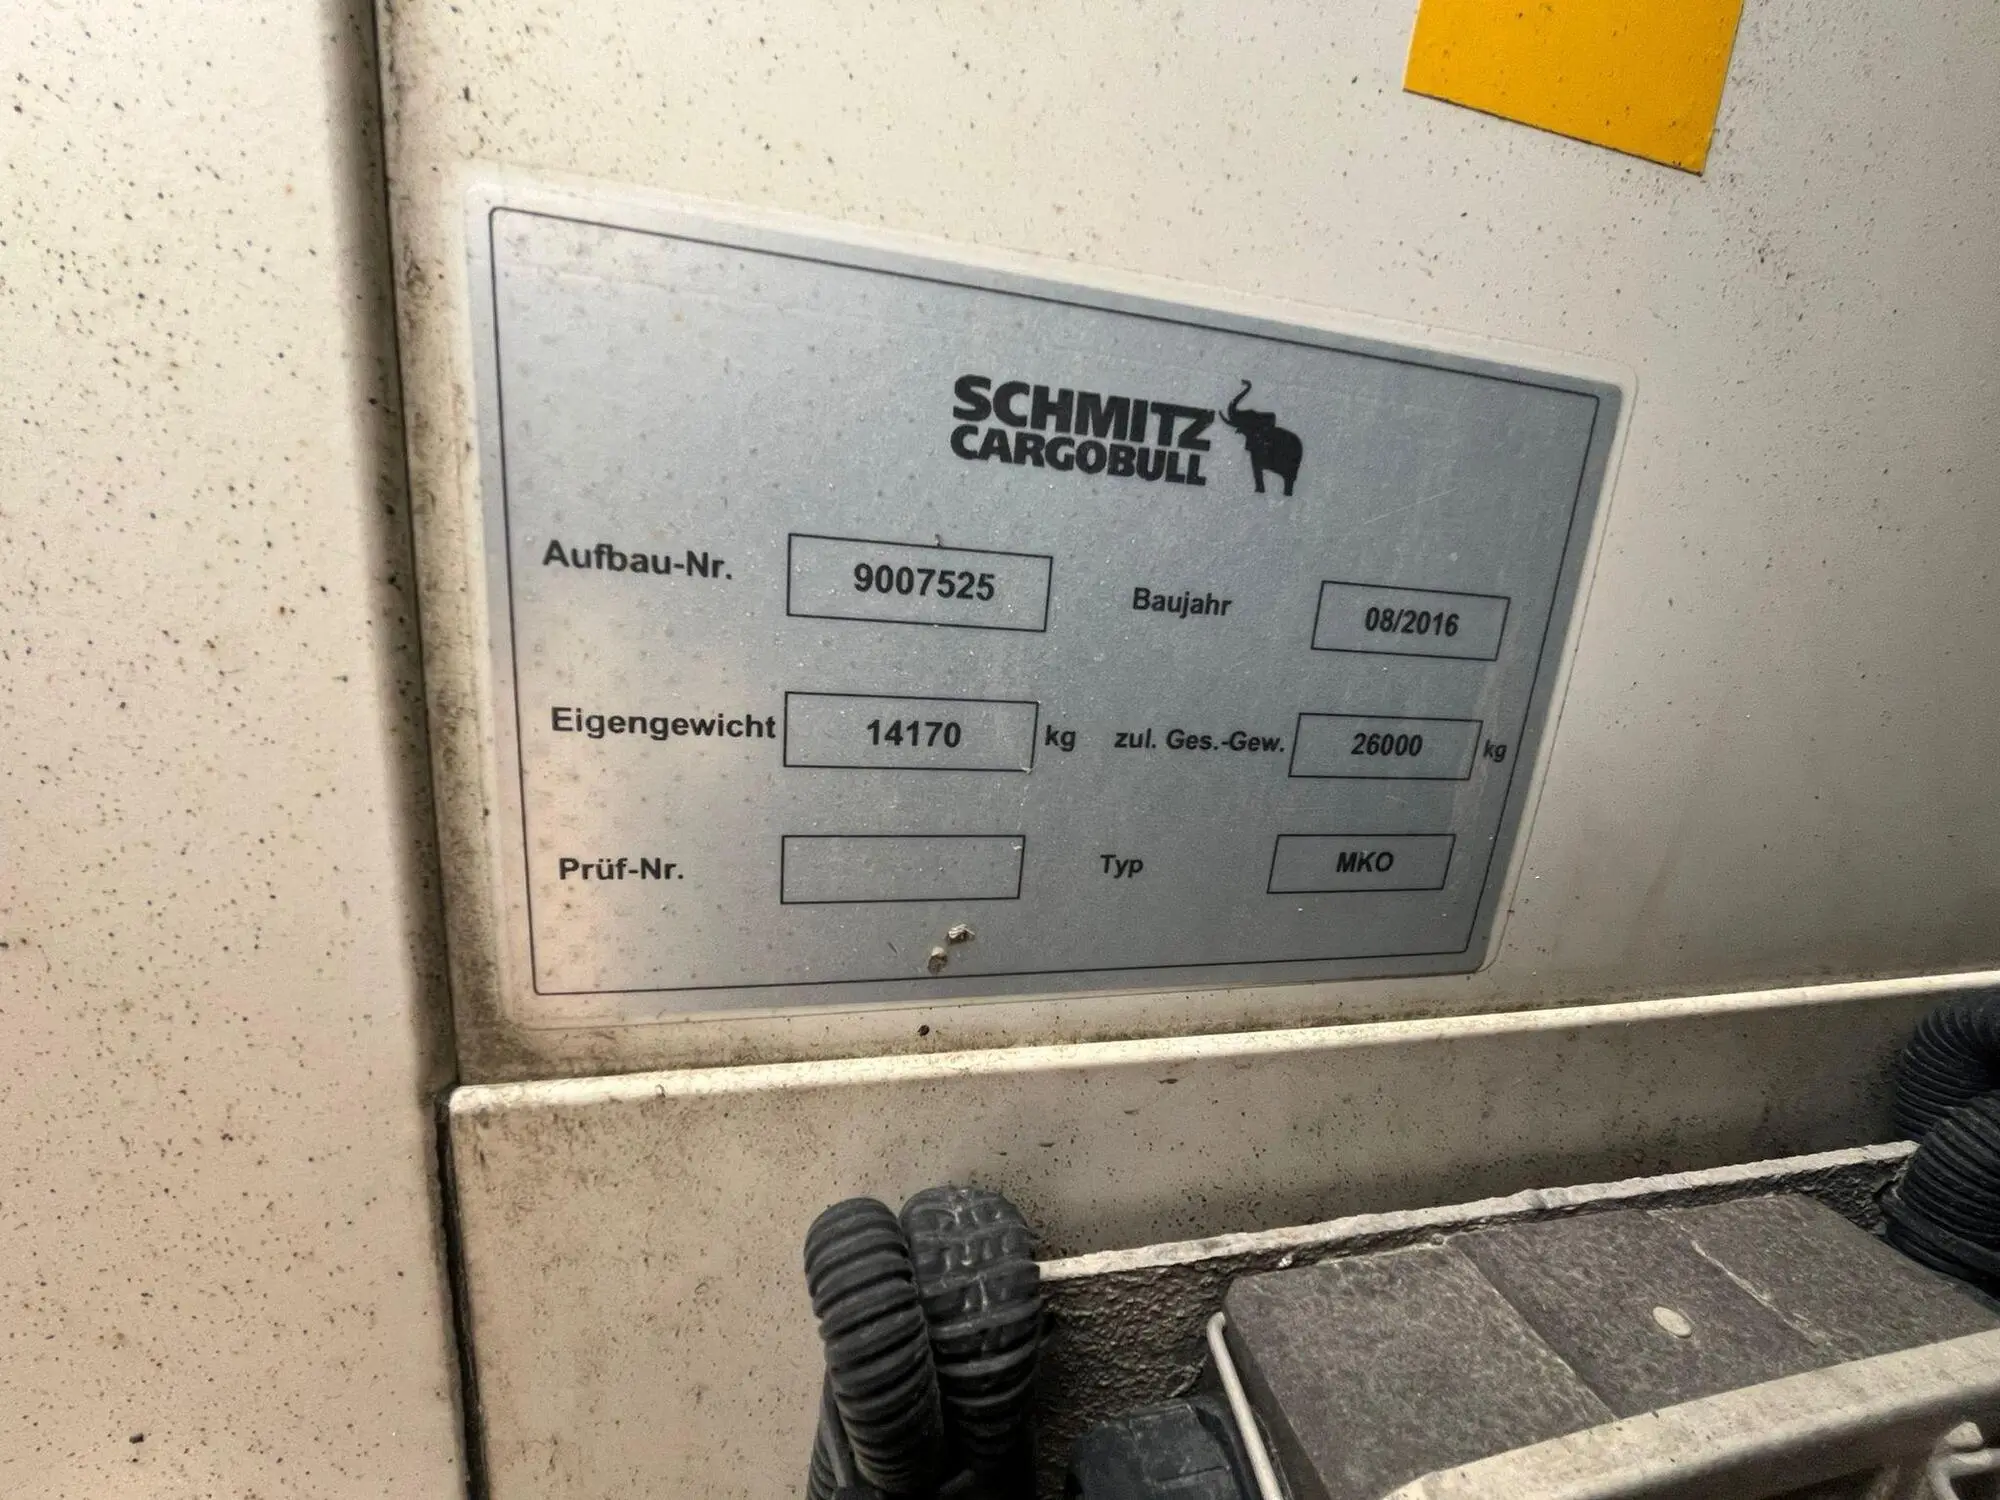 SCHMITZ
CARGOBULL
Aufbau-Nr. 9007525 Baujahr 08/2016
Eigengewicht 14170 kg zul. Ges.-Gew. 26000 kg
Prüf-Nr. Typ MKO